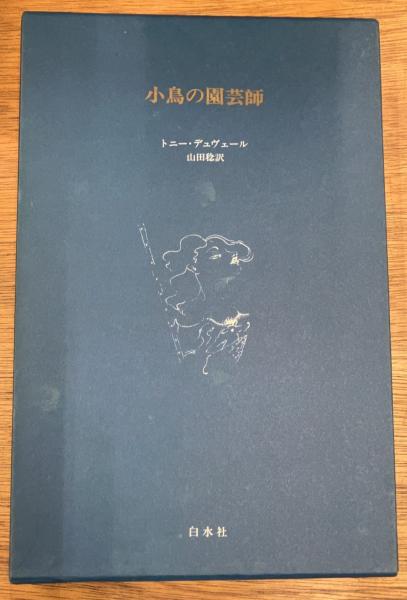 小鳥の園芸師
トニー・デュヴェール
山田稔訳
白水社